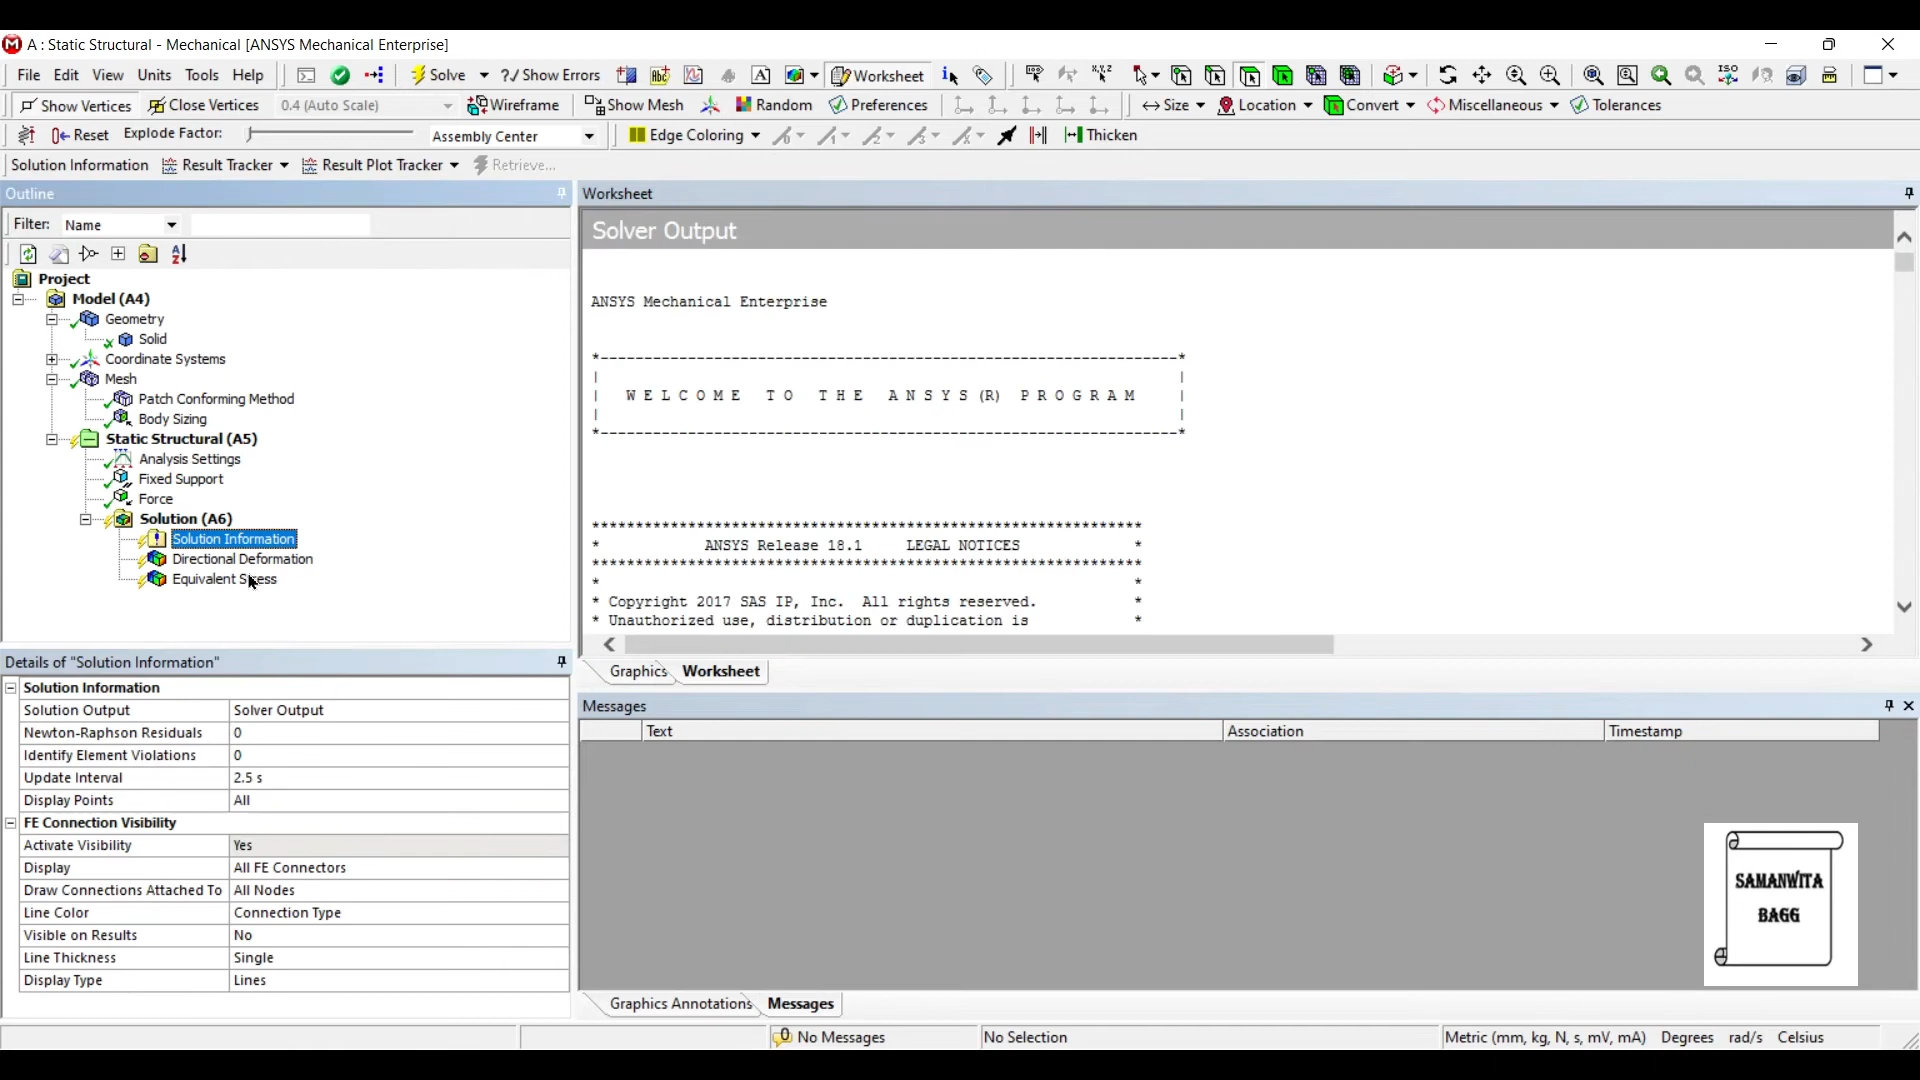 A : Static Structural - Mechanical [ANSYS Mechanical Enterprise]
File Edit View Units Tools Help Solve ?/ Show Errors Worksheet
Show Vertices Close Vertices 0.4 (Auto Scale) Wireframe Show Mesh Random Preferences Size Location Convert Miscellaneous Tolerances
Reset Explode Factor: Assembly Center Edge Coloring Thicken
Solution Information Result Tracker Result Plot Tracker Retrieve...
Outline
Filter: Name
Project
Model (A4)
Geometry
Solid
Coordinate Systems
Mesh
Patch Conforming Method
Body Sizing
Static Structural (A5)
Analysis Settings
Fixed Support
Force
Solution (A6)
Solution Information
Directional Deformation
Equivalent Stress
Details of "Solution Information"
Solution Information
Solution Output Solver Output
Newton-Raphson Residuals 0
Identify Element Violations 0
Update Interval 2.5 s
Display Points All
FE Connection Visibility
Activate Visibility Yes
Display All FE Connectors
Draw Connections Attached To All Nodes
Line Color Connection Type
Visible on Results No
Line Thickness Single
Display Type Lines
Worksheet
Solver Output
ANSYS Mechanical Enterprise
*------------------------------------------------------------------*
| |
| W E L C O M E T O T H E A N S Y S (R) P R O G R A M |
| |
*------------------------------------------------------------------*
***************************************************************
* ANSYS Release 18.1 LEGAL NOTICES *
***************************************************************
* *
* Copyright 2017 SAS IP, Inc. All rights reserved. *
* Unauthorized use, distribution or duplication is *
Graphics Worksheet
Messages
Text Association Timestamp
SAMANWITA
BAGG
Graphics Annotations Messages
0 No Messages No Selection Metric (mm, kg, N, s, mV, mA) Degrees rad/s Celsius